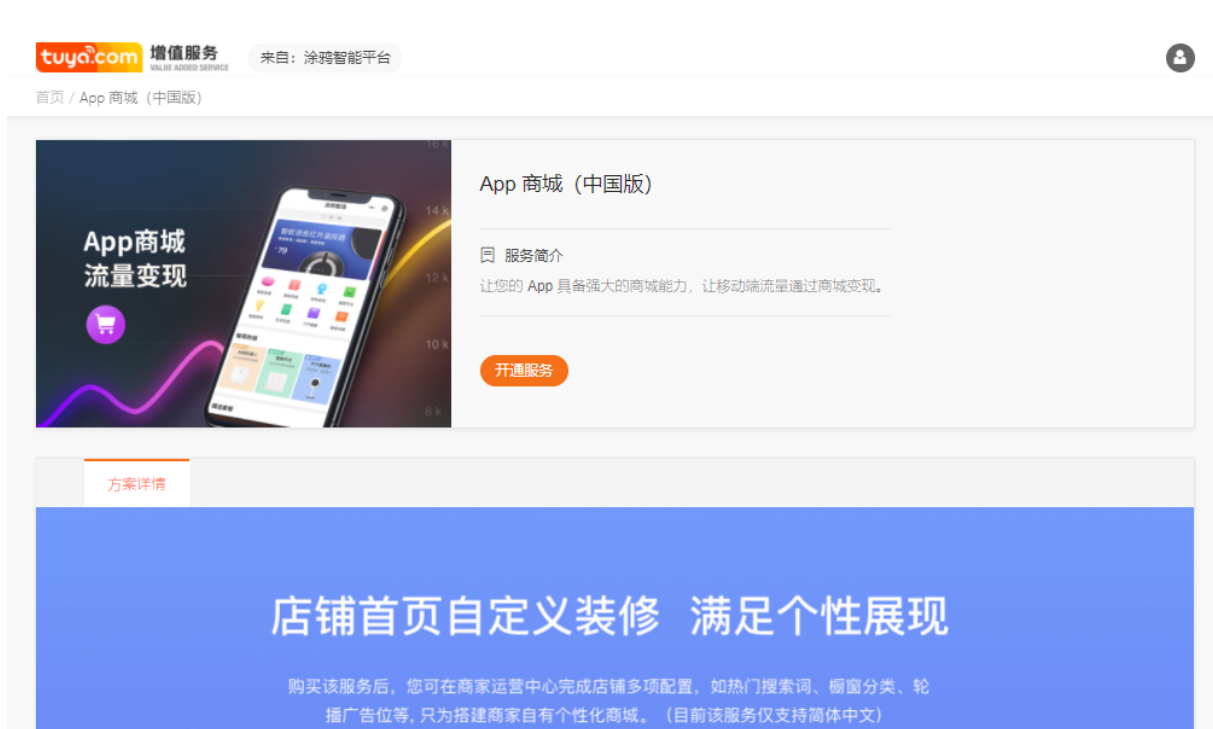 tuya.com 增值服务 来自：涂鸦智能平台
VALUE ADDED SERVICE
首页 / App 商城（中国版）
16 k
App 商城（中国版）
14 k
App商城
流量变现
79
服务简介
12 k
让您的 App 具备强大的商城能力，让移动端流量通过商城变现。
10 k
开通服务
8 k
方案详情
店铺首页自定义装修 满足个性展现
购买该服务后，您可在商家运营中心完成店铺多项配置，如热门搜索词、橱窗分类、轮
播广告位等, 只为搭建商家自有个性化商城。（目前该服务仅支持简体中文）